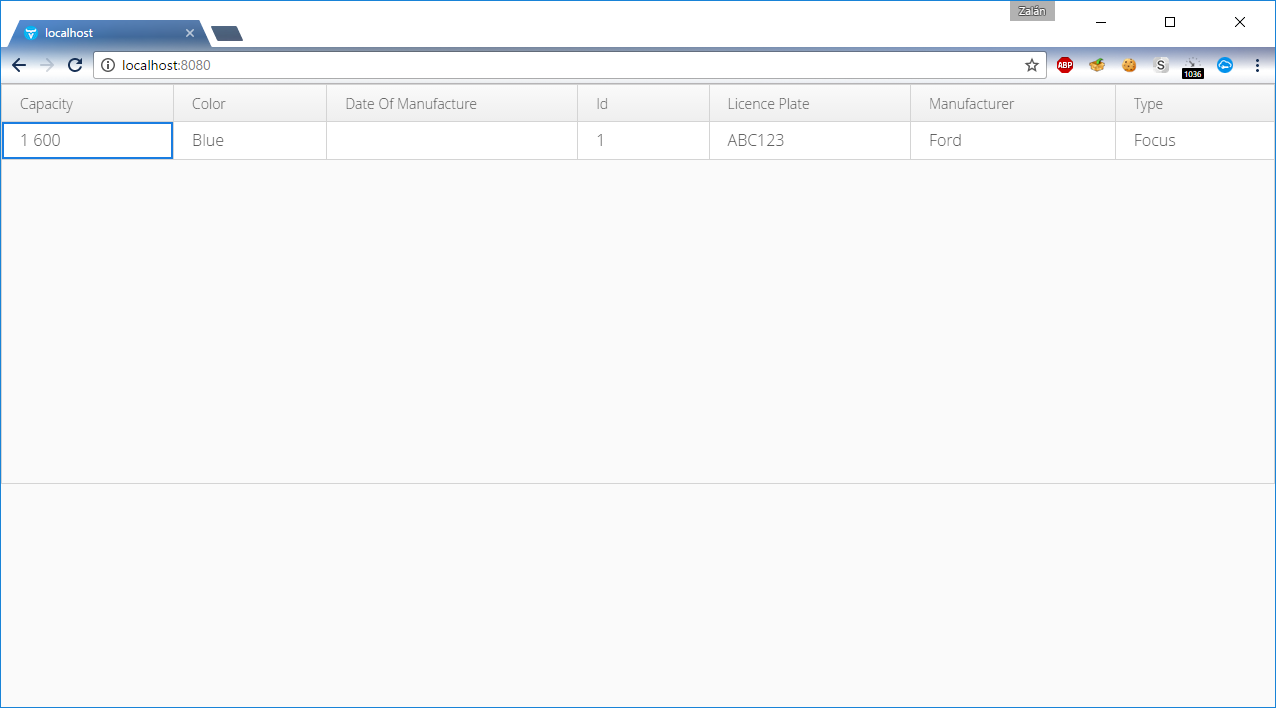 Zalán
localhost
localhost:8080
ABP
S
1036
Capacity Color Date Of Manufacture Id Licence Plate Manufacturer Type
1 600 Blue 1 ABC123 Ford Focus